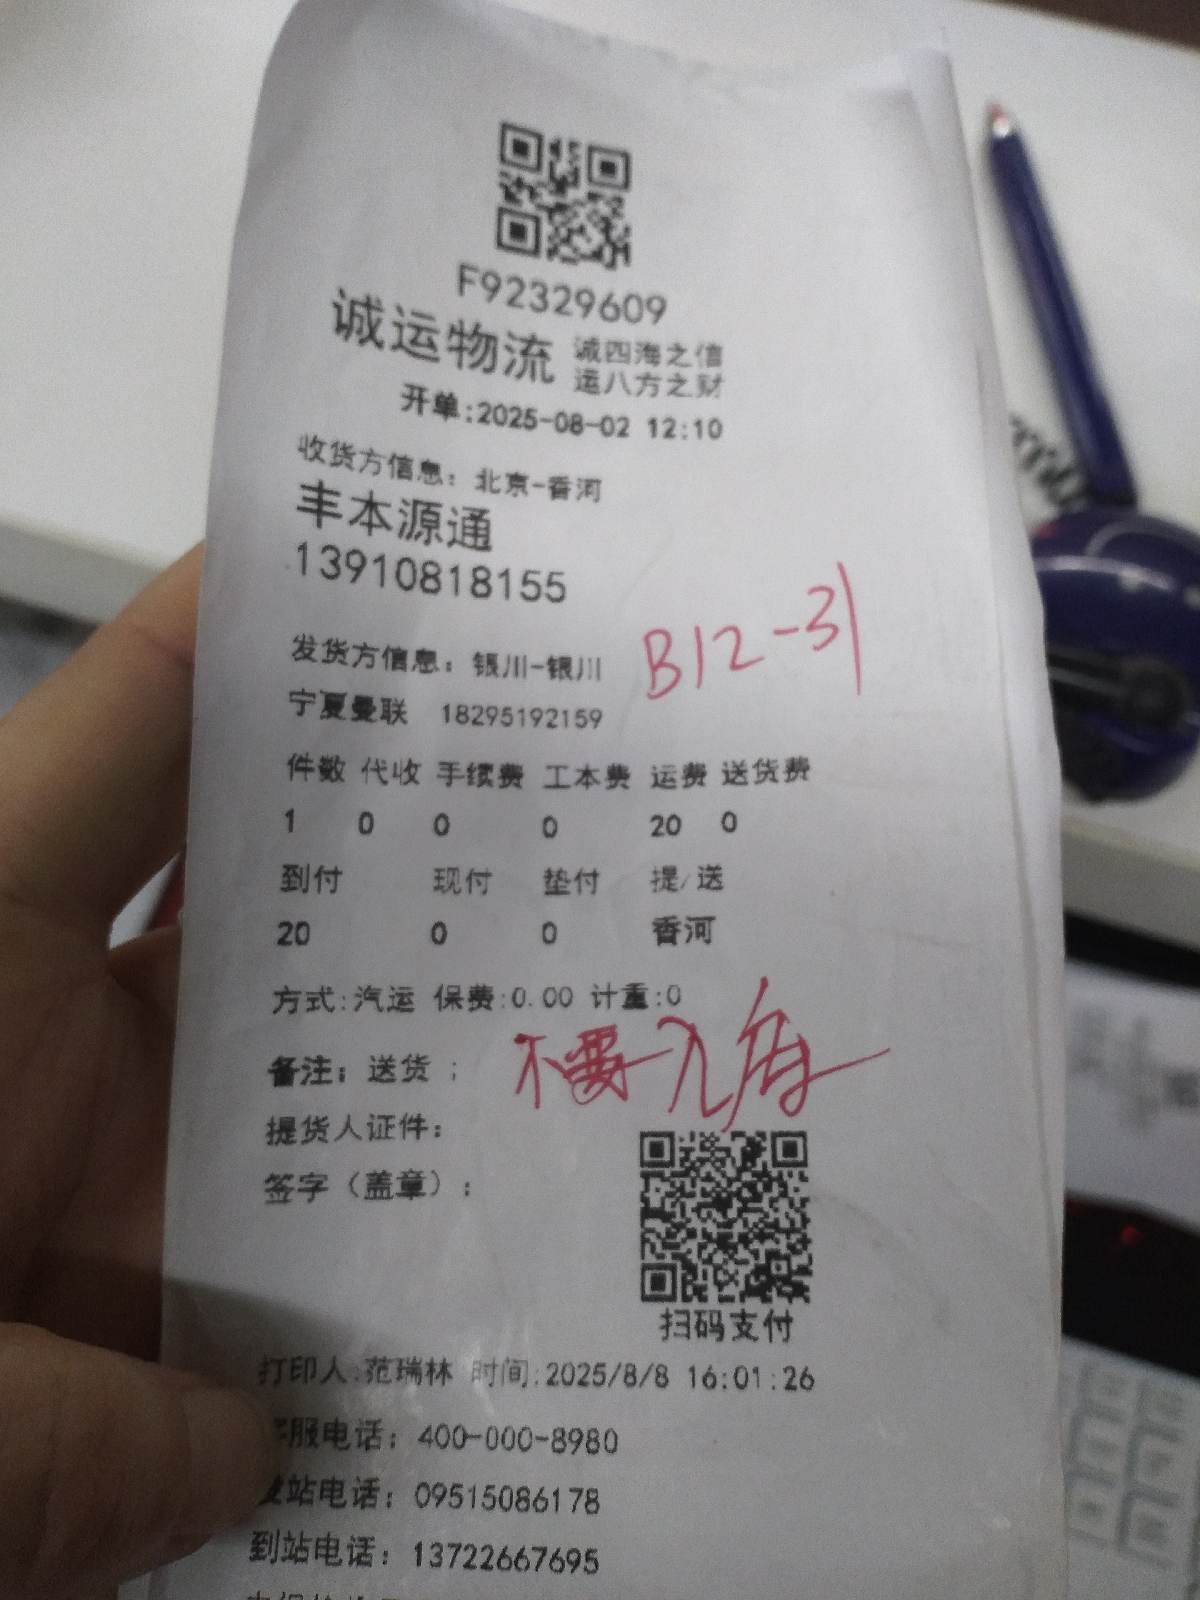 F92329609
诚运物流 诚四海之信
运八方之财
开单:2025-08-02 12:10
收货方信息：北京-香河
丰本源通
13910818155
B12-31
发货方信息：银川-银川
宁夏曼联 18295192159
件数 代收 手续费 工本费 运费 送货费
1 0 0 0 20 0
到付 现付 垫付 提/送
20 0 0 香河
方式:汽运 保费:0.00 计重:0
备注：送货；
不要入库
提货人证件：
签字（盖章）：
扫码支付
打印人:范瑞林 时间:2025/8/8 16:01:26
客服电话：400-000-8980
发站电话：09515086178
到站电话：13722667695